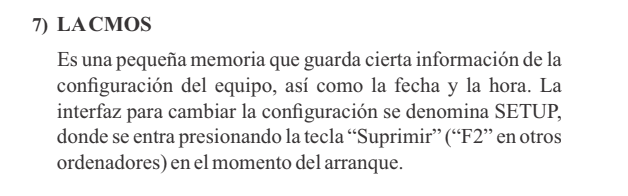 7) LA CMOS
Es una pequeña memoria que guarda cierta información de la
configuración del equipo, así como la fecha y la hora. La
interfaz para cambiar la configuración se denomina SETUP,
donde se entra presionando la tecla “Suprimir” (“F2” en otros
ordenadores) en el momento del arranque.